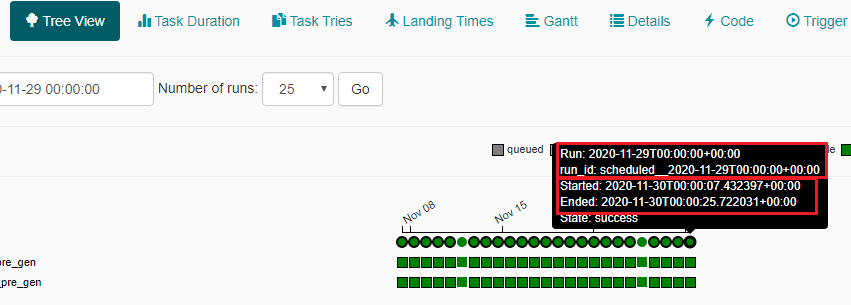 Tree View Task Duration Task Tries Landing Times Gantt Details Code Trigger
0-11-29 00:00:00 Number of runs: 25 Go
queued
Run: 2020-11-29T00:00:00+00:00
run_id: scheduled__2020-11-29T00:00:00+00:00
Started: 2020-11-30T00:00:07.432397+00:00
Ended: 2020-11-30T00:00:25.722031+00:00
State: success
Nov 08 Nov 15
pre_gen
_pre_gen